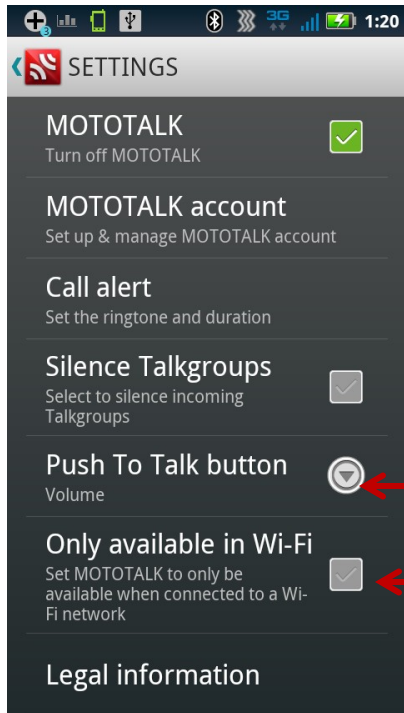 3G
1:20
SETTINGS
MOTOTALK
Turn off MOTOTALK
MOTOTALK account
Set up & manage MOTOTALK account
Call alert
Set the ringtone and duration
Silence Talkgroups
Select to silence incoming
Talkgroups
Push To Talk button
Volume
Only available in Wi-Fi
Set MOTOTALK to only be
available when connected to a Wi-
Fi network
Legal information